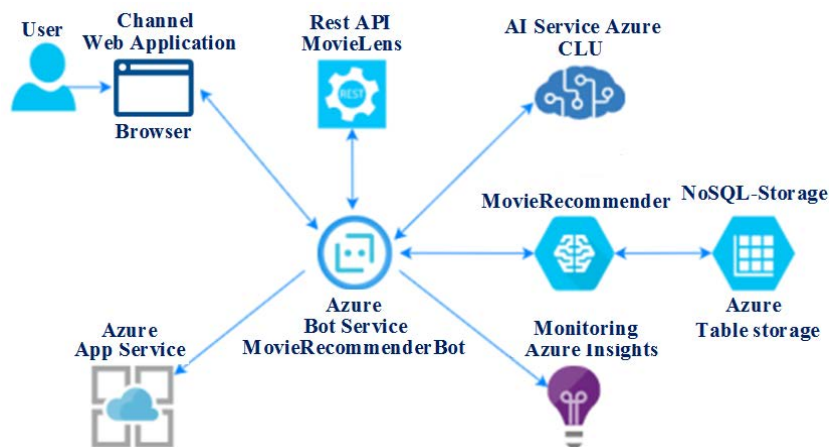 User
Channel
Web Application
Browser
Rest API
MovieLens
REST
AI Service Azure
CLU
MovieRecommender
NoSQL-Storage
Azure
Table storage
Azure
Bot Service
MovieRecommenderBot
Azure
App Service
Monitoring
Azure Insights